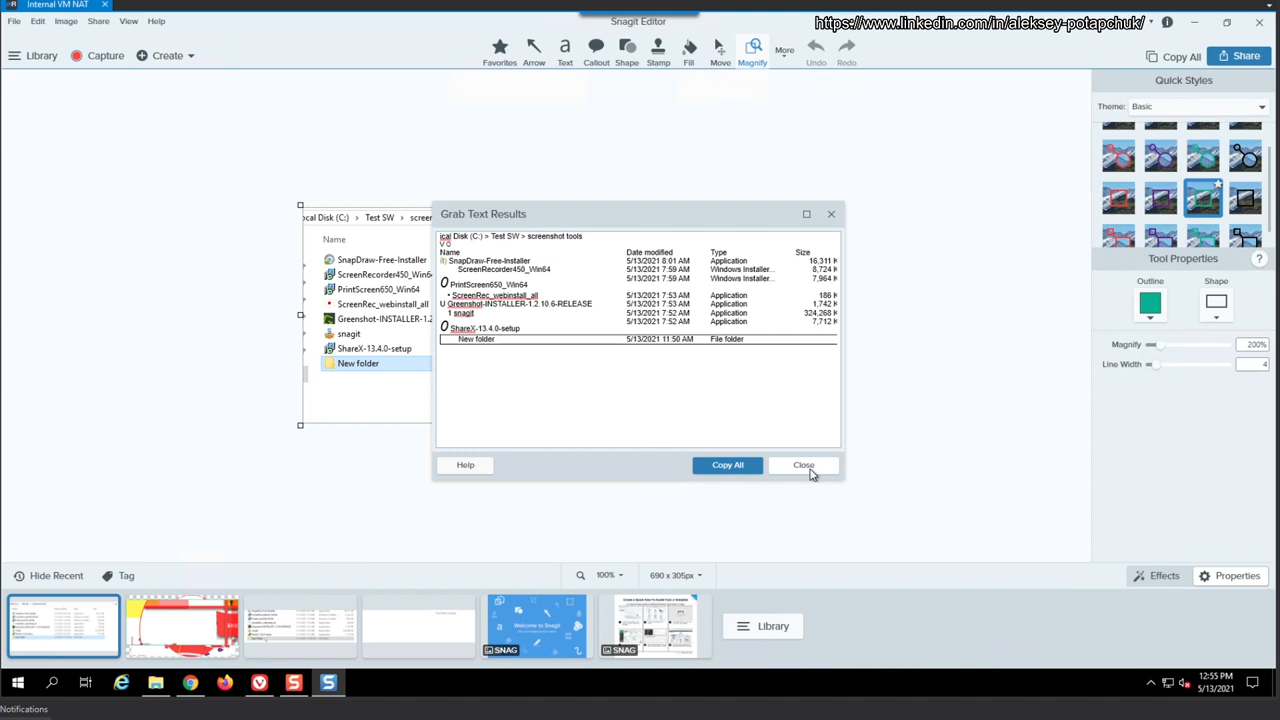 Internal VM NAT
File Edit Image Share View Help
Snagit Editor
https://www.linkedin.com/in/aleksey-potapchuk/
Library Capture Create
Favorites Arrow Text Callout Shape Stamp Fill Move Magnify More Undo Redo
Copy All Share
Quick Styles
Theme: Basic
Tool Properties ?
Outline Shape
Magnify 200%
Line Width 4
ocal Disk (C:) > Test SW > screen
Name
SnapDraw-Free-Installer
ScreenRecorder450_Win6
PrintScreen650_Win64
ScreenRec_webinstall_all
Greenshot-INSTALLER-1.2
snagit
ShareX-13.4.0-setup
New folder
Grab Text Results
ical Disk (C:) > Test SW > screenshot tools
V O
Name Date modified Type Size
SnapDraw-Free-Installer 5/13/2021 8:01 AM Application 16,311 K
ScreenRecorder450_Win64 5/13/2021 7:59 AM Windows Installer... 8,724 K
5/13/2021 7:59 AM Windows Installer... 7,964 K
0 PrintScreen650_Win64
• ScreenRec_webinstall_all 5/13/2021 7:53 AM Application 186 K
U Greenshot-INSTALLER-1.2.10.6-RELEASE 5/13/2021 7:53 AM Application 1,742 K
1 snagit 5/13/2021 7:52 AM Application 324,268 K
5/13/2021 7:52 AM Application 7,712 K
0 ShareX-13.4.0-setup
New folder 5/13/2021 11:50 AM File folder
Help Copy All Close
Hide Recent Tag
100% 690 x 305px
Effects Properties
Welcome to Snagit
SNAG
SNAG
Library
12:55 PM
5/13/2021
Notifications